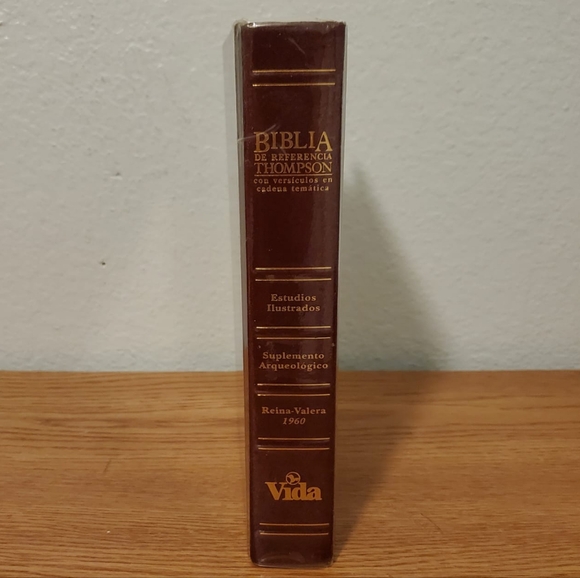 BIBLIA
DE REFERENCIA
THOMPSON
con versículos en
cadena temática
Estudios
Ilustrados
Suplemento
Arqueológico
Reina-Valera
1960
Vida